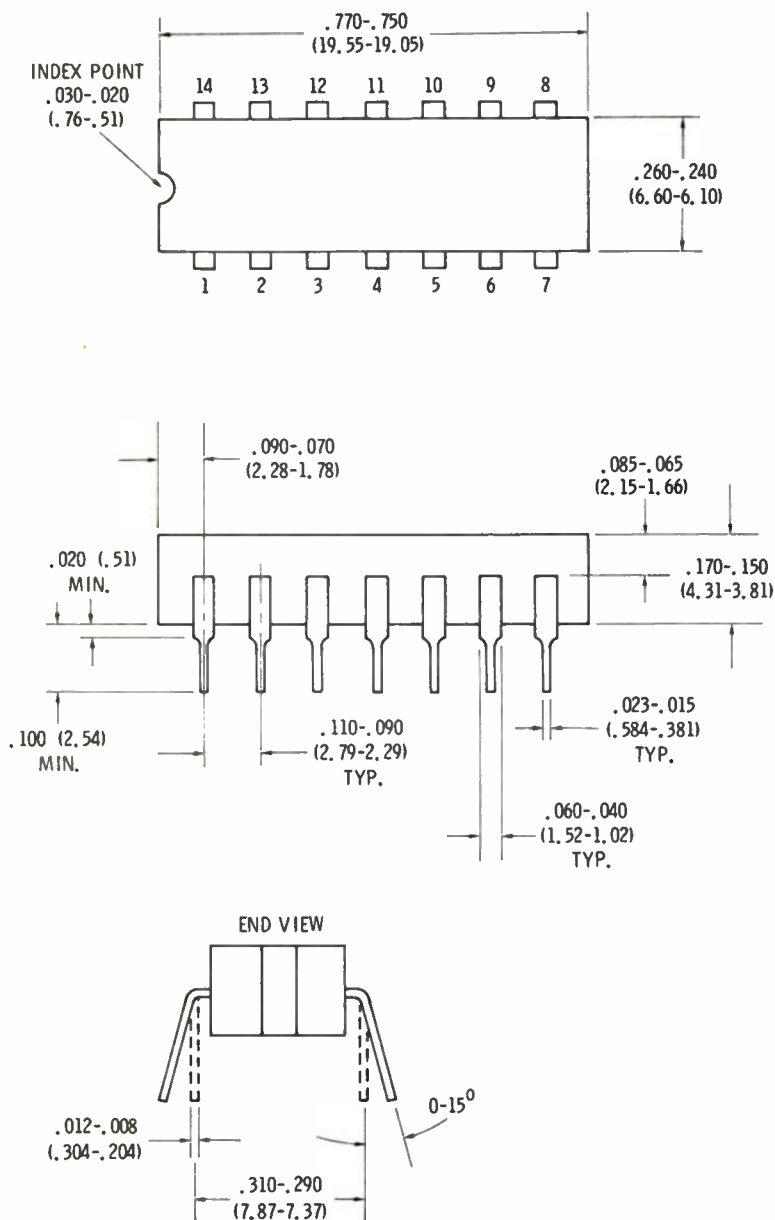 .770-.750
(19.55-19.05)
INDEX POINT
.030-.020
(.76-.51)
14 13 12 11 10 9 8
.260-.240
(6.60-6.10)
1 2 3 4 5 6 7
.090-.070
(2.28-1.78)
.085-.065
(2.15-1.66)
.020 (.51)
MIN.
.170-.150
(4.31-3.81)
.100 (2.54)
MIN.
.110-.090
(2.79-2.29)
TYP.
.023-.015
(.584-.381)
TYP.
.060-.040
(1.52-1.02)
TYP.
END VIEW
0-15⁰
.012-.008
(.304-.204)
.310-.290
(7.87-7.37)